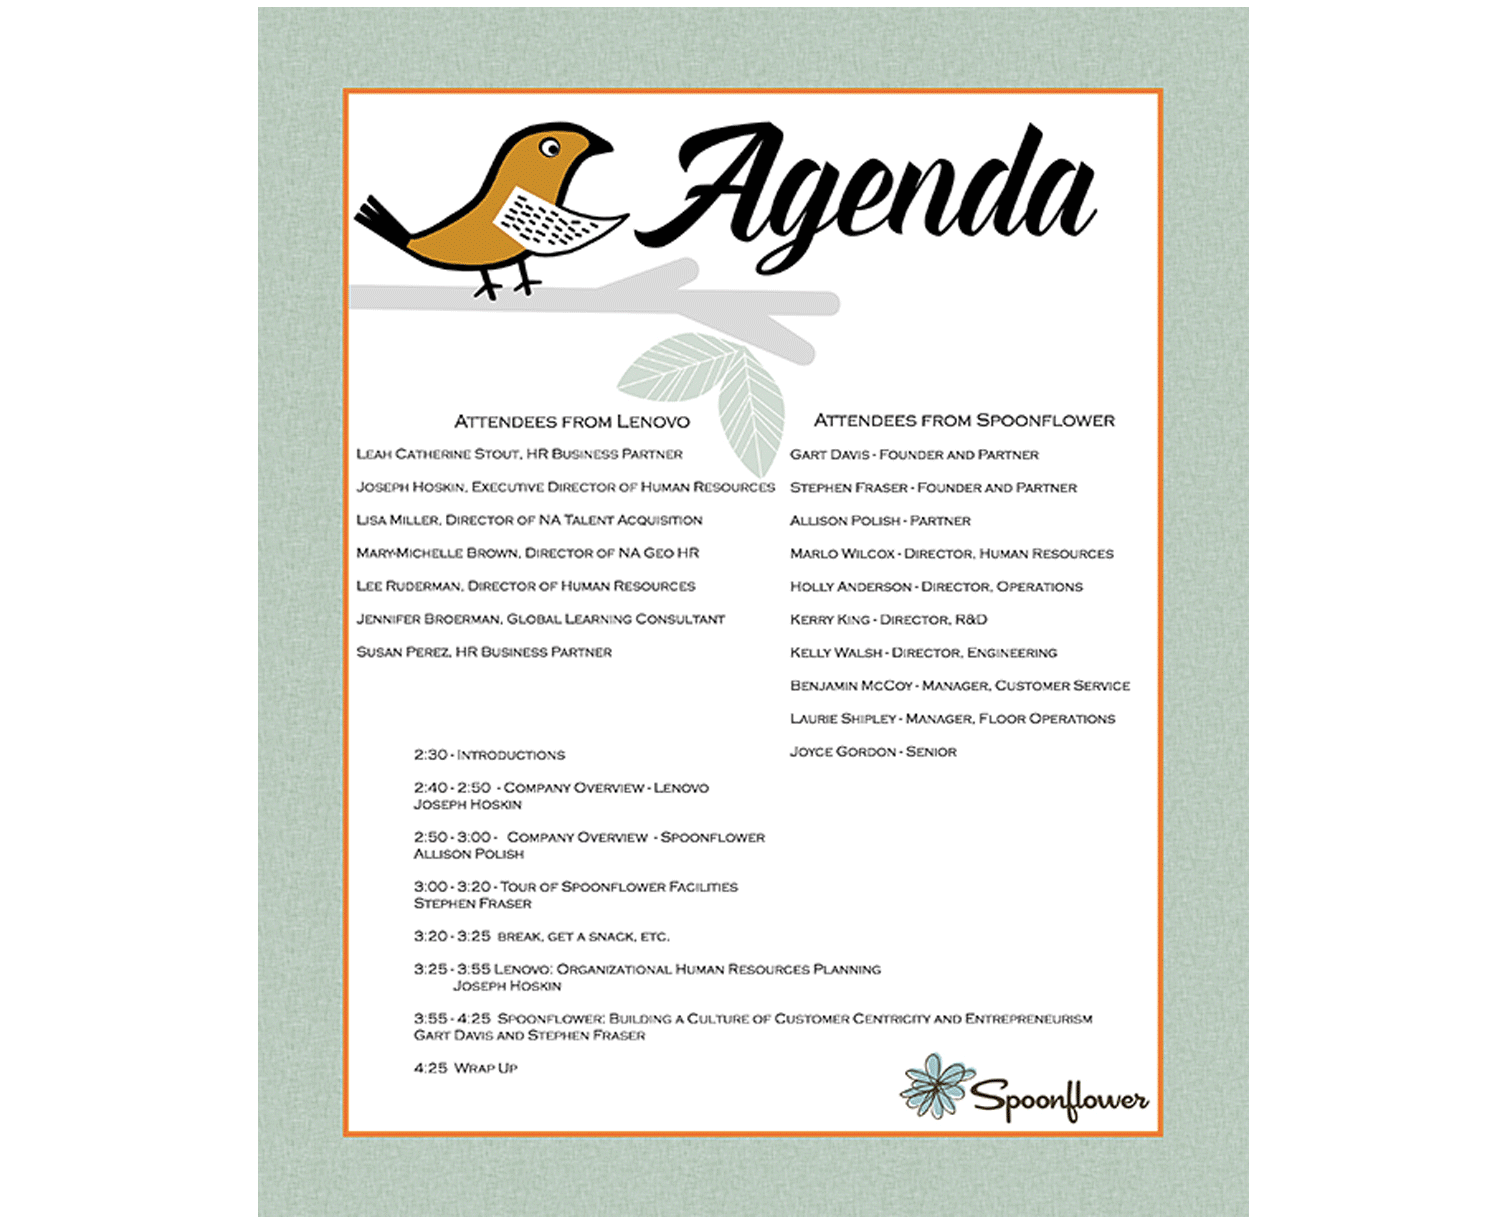 Agenda
Attendees from Lenovo
Leah Catherine Stout, HR Business Partner
Joseph Hoskin, Executive Director of Human Resources
Lisa Miller, Director of NA Talent Acquisition
Mary-Michelle Brown, Director of NA Geo HR
Lee Ruderman, Director of Human Resources
Jennifer Broerman, Global Learning Consultant
Susan Perez, HR Business Partner
Attendees from Spoonflower
Gart Davis - Founder and Partner
Stephen Fraser - Founder and Partner
Allison Polish - Partner
Marlo Wilcox - Director, Human Resources
Holly Anderson - Director, Operations
Kerry King - Director, R&D
Kelly Walsh - Director, Engineering
Benjamin McCoy - Manager, Customer Service
Laurie Shipley - Manager, Floor Operations
Joyce Gordon - Senior
2:30 - Introductions
2:40 - 2:50 - Company Overview - Lenovo
Joseph Hoskin
2:50 - 3:00 - Company Overview - Spoonflower
Allison Polish
3:00 - 3:20 - Tour of Spoonflower Facilities
Stephen Fraser
3:20 - 3:25 break, get a snack, etc.
3:25 - 3:55 Lenovo: Organizational Human Resources Planning
Joseph Hoskin
3:55 - 4:25 Spoonflower: Building a Culture of Customer Centricity and Entrepreneurism
Gart Davis and Stephen Fraser
4:25 Wrap Up
Spoonflower